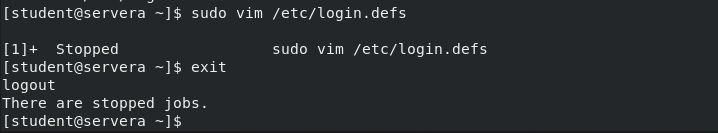 [student@servera ~]$ sudo vim /etc/login.defs
[1]+  Stopped                 sudo vim /etc/login.defs
[student@servera ~]$ exit
logout
There are stopped jobs.
[student@servera ~]$